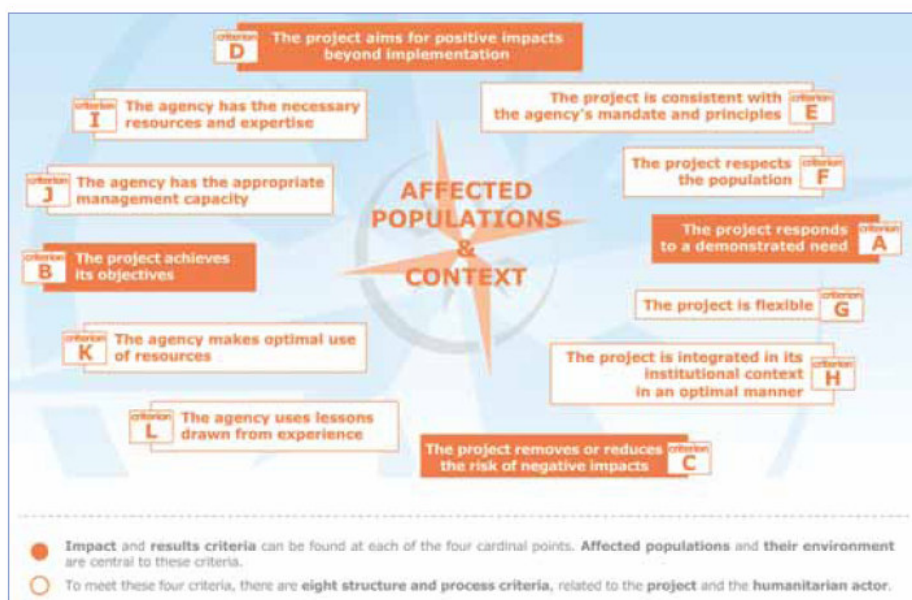 criterion
D
The project aims for positive impacts
beyond implementation
criterion
I
The agency has the necessary
resources and expertise
The project is consistent with
the agency's mandate and principles
criterion
E
criterion
J
The agency has the appropriate
management capacity
The project respects
the population
criterion
F
AFFECTED
POPULATIONS
&
CONTEXT
The project responds
to a demonstrated need
criterion
A
criterion
B
The project achieves
its objectives
The project is flexible
criterion
G
criterion
K
The agency makes optimal use
of resources
The project is integrated in its
institutional context
in an optimal manner
criterion
H
criterion
L
The agency uses lessons
drawn from experience
The project removes or reduces
the risk of negative impacts
criterion
C
Impact and results criteria can be found at each of the four cardinal points. Affected populations and their environment
are central to these criteria.
To meet these four criteria, there are eight structure and process criteria, related to the project and the humanitarian actor.